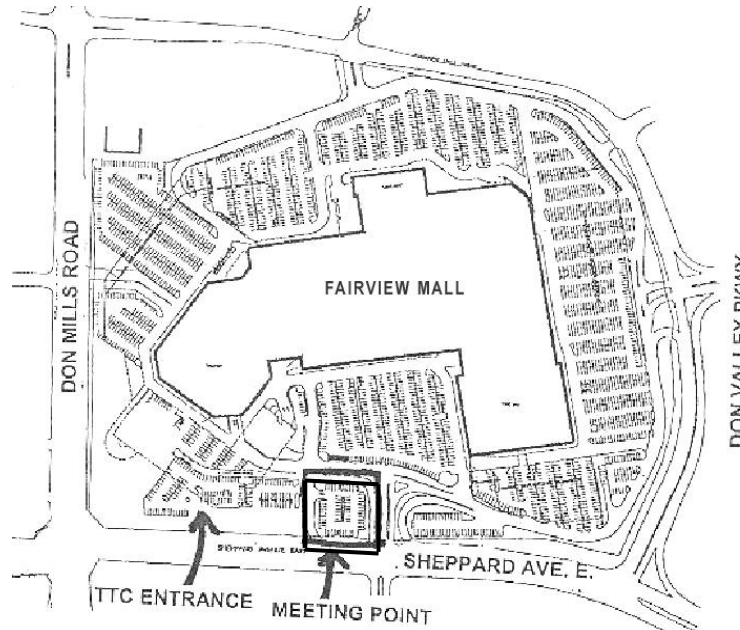 FAIRVIEW MALL
DON MILLS ROAD
DON VALLEY PKWY
SHEPPARD AVE. E.
TTC ENTRANCE
MEETING POINT